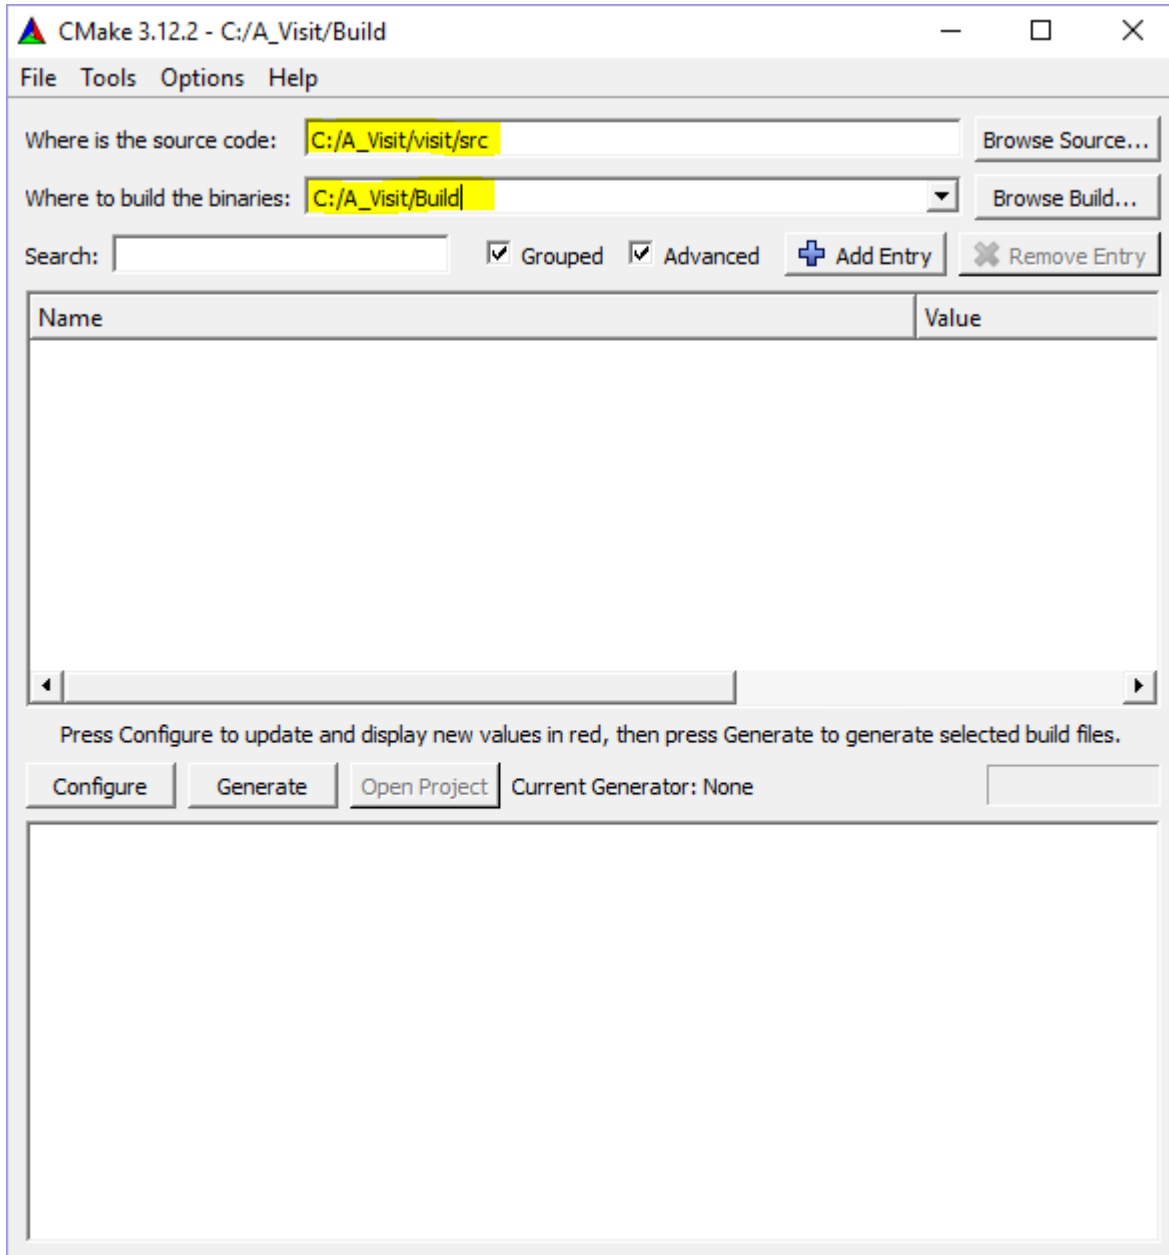 CMake 3.12.2 - C:/A_Visit/Build
File Tools Options Help
Where is the source code: C:/A_Visit/visit/src Browse Source...
Where to build the binaries: C:/A_Visit/Build Browse Build...
Search: Grouped Advanced Add Entry Remove Entry
Name Value
Press Configure to update and display new values in red, then press Generate to generate selected build files.
Configure Generate Open Project Current Generator: None